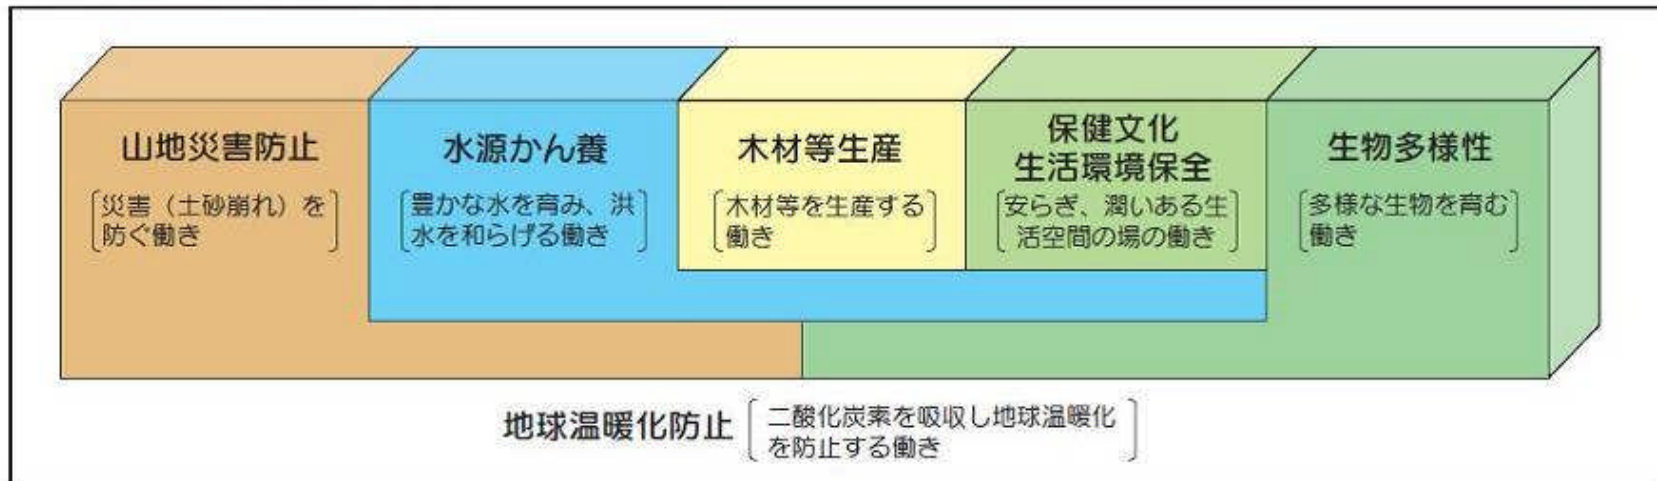 山地災害防止
災害（土砂崩れ）を
防ぐ働き
水源かん養
豊かな水を育み、洪
水を和らげる働き
木材等生産
木材等を生産する
働き
保健文化
生活環境保全
安らぎ、潤いある生
活空間の場の働き
生物多様性
多様な生物を育む
働き
地球温暖化防止
二酸化炭素を吸収し地球温暖化
を防止する働き